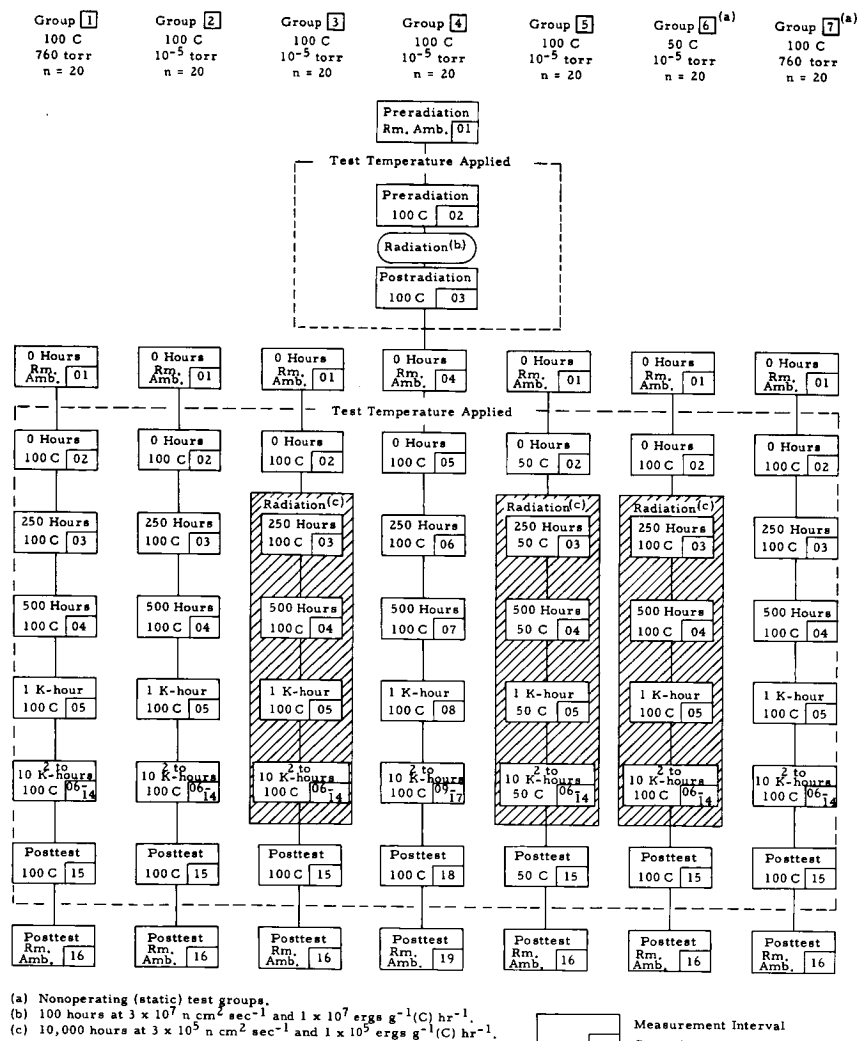 Group 1 Group 2 Group 3 Group 4 Group 5 Group 6 (a) Group 7 (a)
100 C 100 C 100 C 100 C 100 C 50 C 100 C
760 torr 10-5 torr 10-5 torr 10-5 torr 10-5 torr 10-5 torr 760 torr
n = 20 n = 20 n = 20 n = 20 n = 20 n = 20 n = 20
Preradiation
Rm. Amb. 01
Test Temperature Applied
Preradiation
100 C 02
Radiation(b)
Postradiation
100 C 03
0 Hours 0 Hours 0 Hours 0 Hours 0 Hours 0 Hours 0 Hours
Rm. Amb. 01 Rm. Amb. 01 Rm. Amb. 01 Rm. Amb. 04 Rm. Amb. 01 Rm. Amb. 01 Rm. Amb. 01
Test Temperature Applied
0 Hours 0 Hours 0 Hours 0 Hours 0 Hours 0 Hours 0 Hours
100 C 02 100 C 02 100 C 02 100 C 05 50 C 02 100 C 02 100 C 02
Radiation(c) Radiation(c) Radiation(c)
250 Hours 250 Hours 250 Hours 250 Hours 250 Hours 250 Hours 250 Hours
100 C 03 100 C 03 100 C 03 100 C 06 50 C 03 100 C 03 100 C 03
500 Hours 500 Hours 500 Hours 500 Hours 500 Hours 500 Hours 500 Hours
100 C 04 100 C 04 100 C 04 100 C 07 50 C 04 100 C 04 100 C 04
1 K-hour 1 K-hour 1 K-hour 1 K-hour 1 K-hour 1 K-hour 1 K-hour
100 C 05 100 C 05 100 C 05 100 C 08 50 C 05 100 C 05 100 C 05
2 to 2 to 2 to 2 to 2 to 2 to 2 to
10 K-hours 10 K-hours 10 K-hours 10 K-hours 10 K-hours 10 K-hours 10 K-hours
100 C 06-14 100 C 06-14 100 C 06-14 100 C 09-17 50 C 06-14 100 C 06-14 100 C 06-14
Posttest Posttest Posttest Posttest Posttest Posttest Posttest
100 C 15 100 C 15 100 C 15 100 C 18 50 C 15 100 C 15 100 C 15
Posttest Posttest Posttest Posttest Posttest Posttest Posttest
Rm. Amb. 16 Rm. Amb. 16 Rm. Amb. 16 Rm. Amb. 19 Rm. Amb. 16 Rm. Amb. 16 Rm. Amb. 16
(a) Nonoperating (static) test groups.
(b) 100 hours at 3 x 10^7 n cm^2 sec^-1 and 1 x 10^7 ergs g^-1(C) hr^-1.
(c) 10,000 hours at 3 x 10^5 n cm^2 sec^-1 and 1 x 10^5 ergs g^-1(C) hr^-1.
Measurement Interval